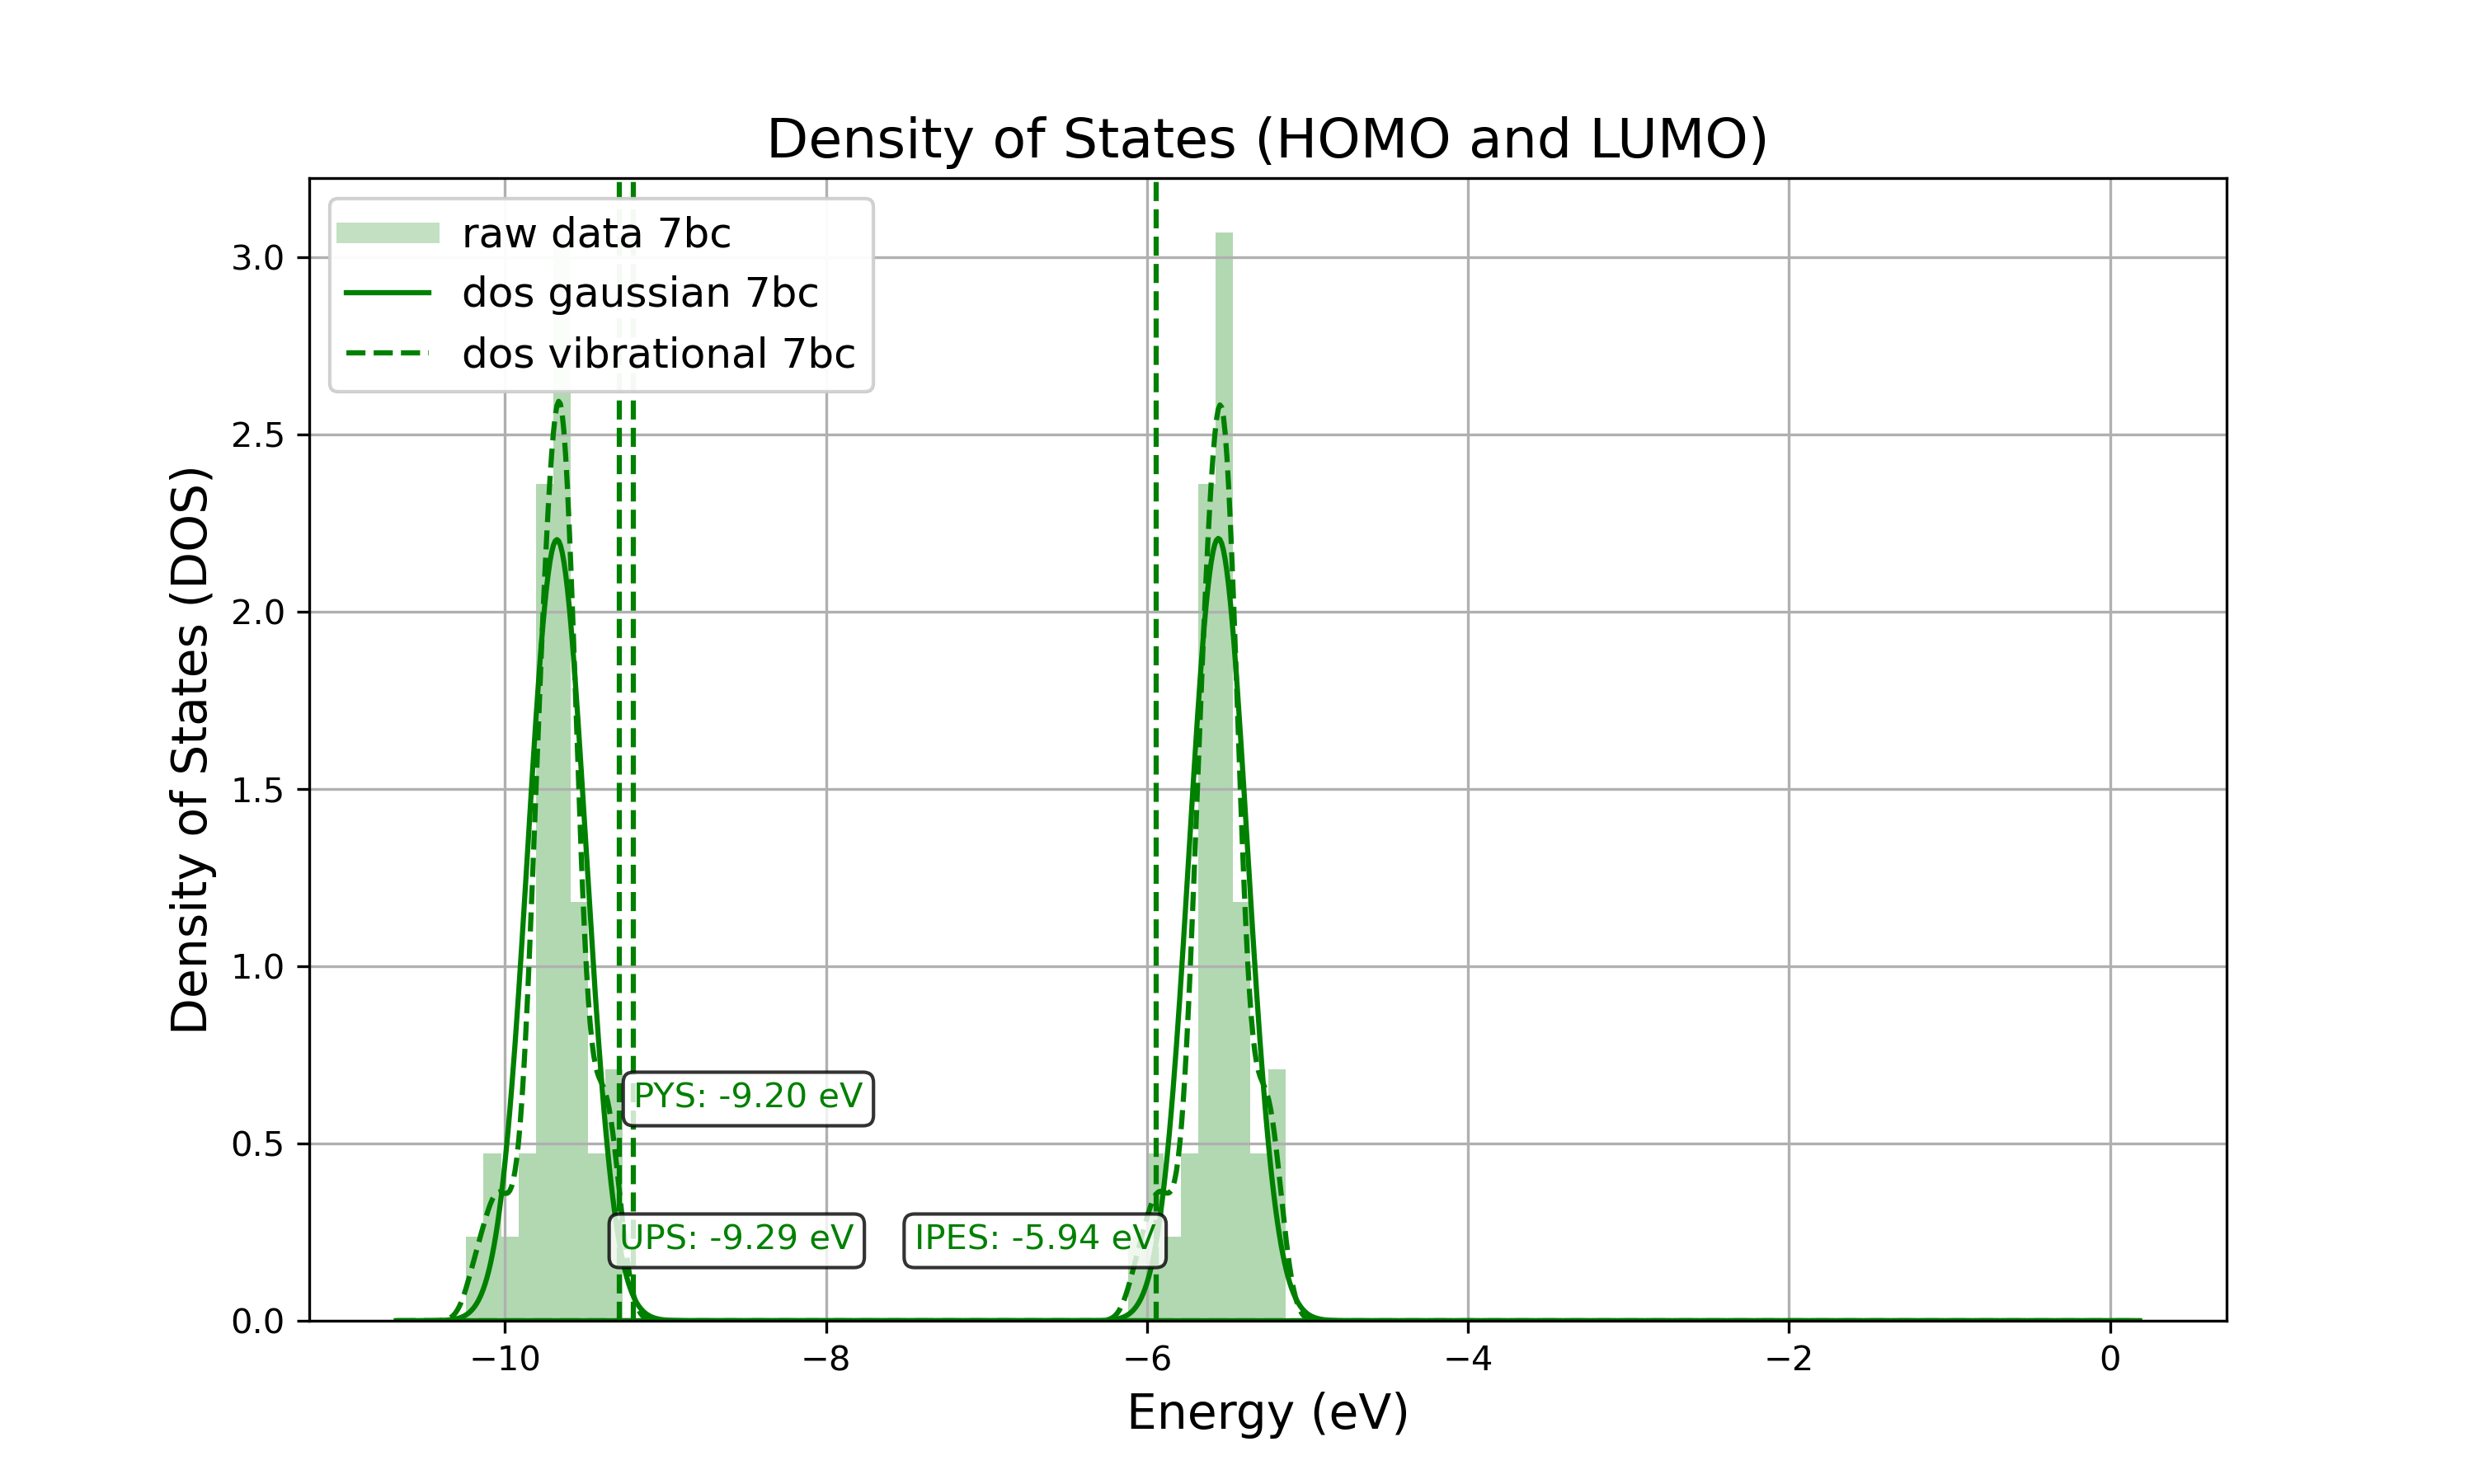 Density of States (HOMO and LUMO)
raw data 7bc
dos gaussian 7bc
dos vibrational 7bc
Density of States (DOS)
3.0
2.5
2.0
1.5
1.0
0.5
0.0
PYS: -9.20 eV
UPS: -9.29 eV
IPES: -5.94 eV
−10
−8
−6
−4
−2
0
Energy (eV)